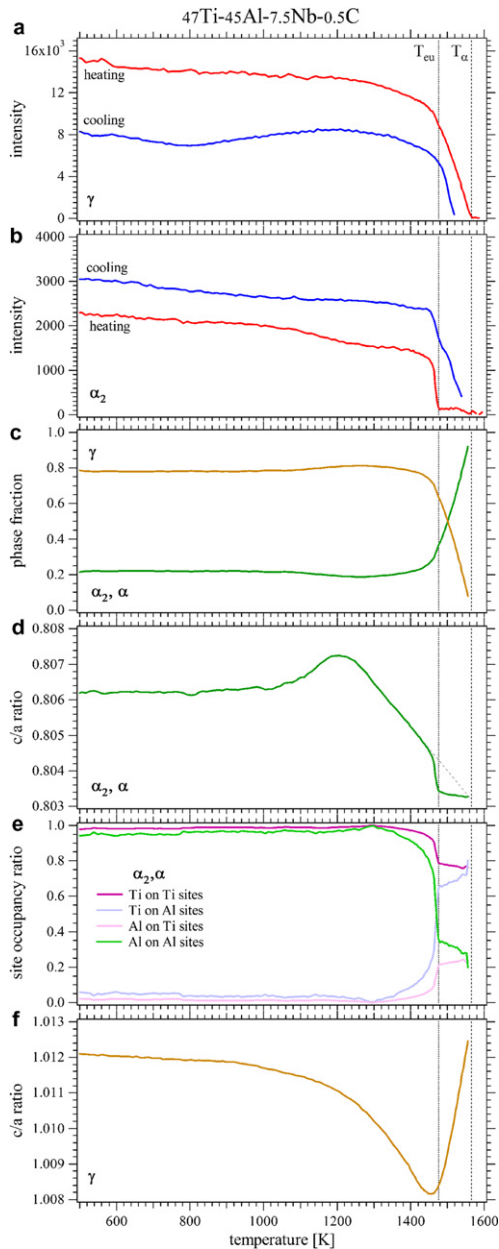 47Ti-45Al-7.5Nb-0.5C
a
16x10³
T_eu
T_α
heating
12
intensity
8
cooling
4
γ
0
b
4000
cooling
3000
intensity
2000
heating
1000
α₂
0
c
1.0
γ
0.8
phase fraction
0.6
0.4
0.2
α₂, α
0.0
d
0.808
0.807
c/a ratio
0.806
0.805
0.804
α₂, α
0.803
e
1.0
site occupancy ratio
0.8
α₂,α
Ti on Ti sites
0.6
Ti on Al sites
Al on Ti sites
0.4
Al on Al sites
0.2
0.0
f
1.013
1.012
c/a ratio
1.011
1.010
1.009
γ
1.008
600 800 1000 1200 1400 1600
temperature [K]